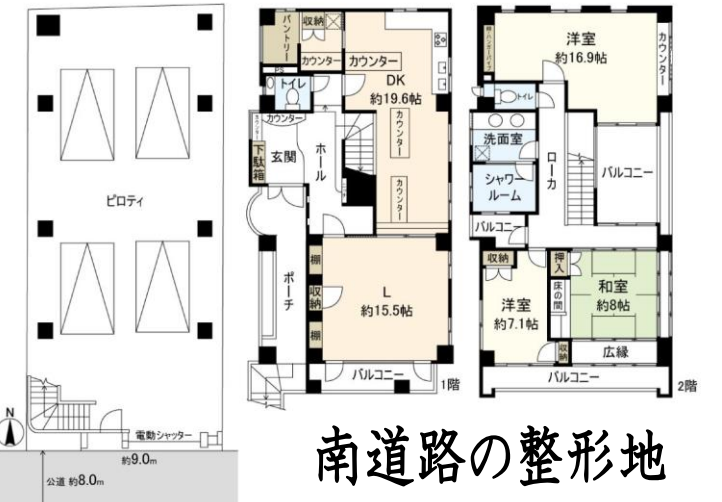 ピロティ
N
電動シャッター
約9.0m
公道 約8.0m
パントリー
収納
カウンター
カウンター
DK
約19.6帖
PS
トイレ
カウンター
カウンター
下駄箱
玄関
ホール
カウンター
カウンター
ポーチ
棚
収納
棚
L
約15.5帖
バルコニー
1階
洋室
約16.9帖
カウンター
トイレ
洗面室
シャワー
ルーム
ローカ
バルコニー
バルコニー
収納
洋室
約7.1帖
収納
押入
床の間
和室
約8帖
広縁
バルコニー
2階
南道路の整形地